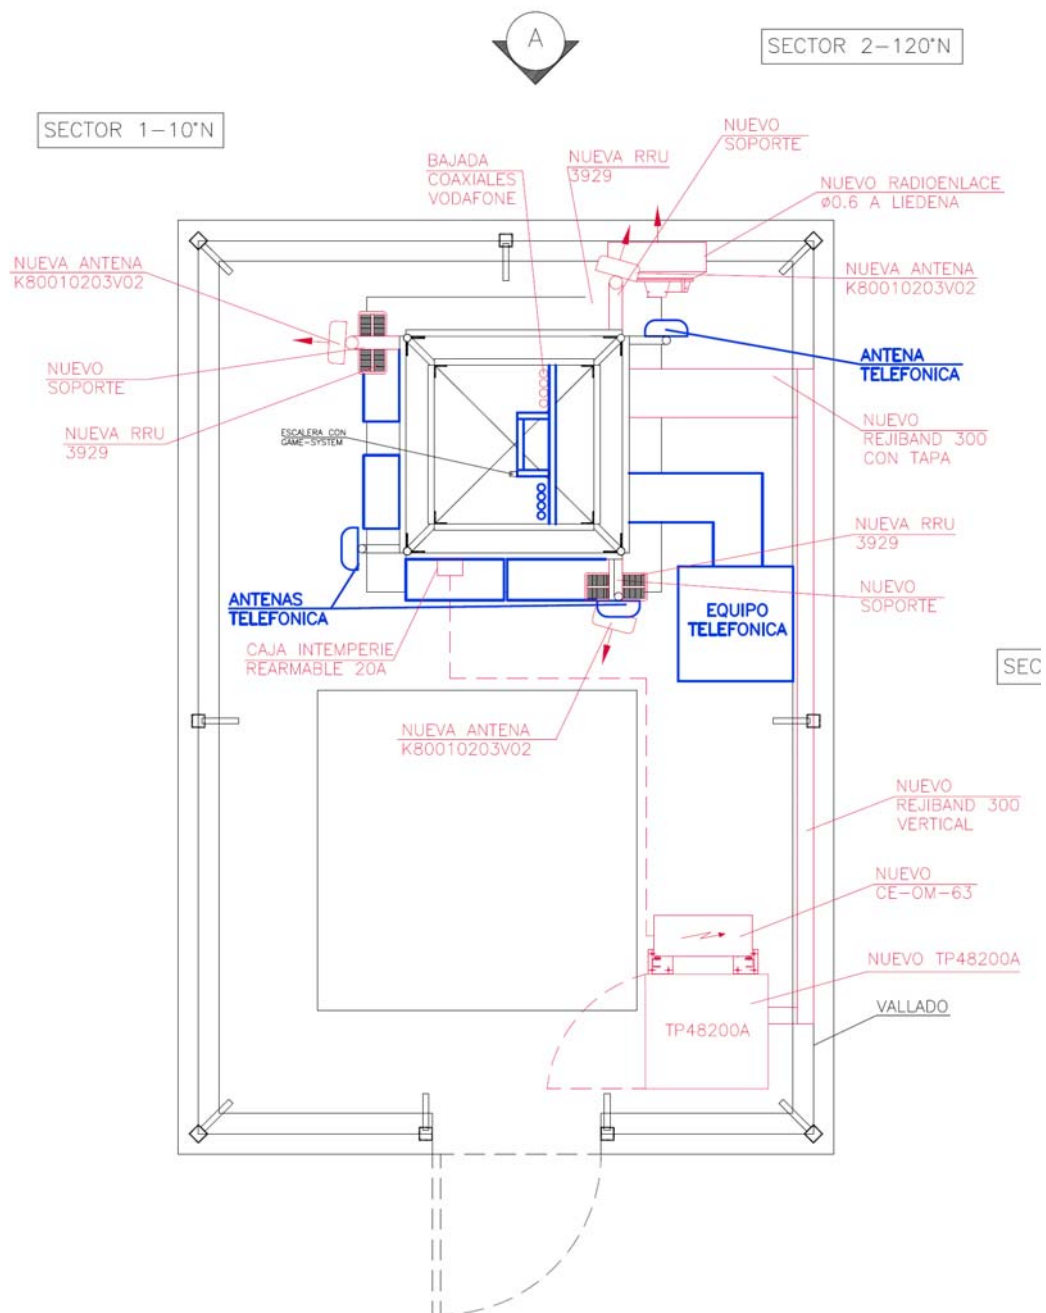 A
SECTOR 2-120°N
SECTOR 1-10°N
NUEVO
SOPORTE
BAJADA
COAXIALES
VODAFONE
NUEVA RRU
3929
NUEVO RADIOENLACE
ø0.6 A LIEDENA
NUEVA ANTENA
K80010203V02
NUEVA ANTENA
K80010203V02
ANTENA
TELEFONICA
NUEVO
SOPORTE
NUEVO
REJIBAND 300
CON TAPA
NUEVA RRU
3929
ESCALERA CON
GAME-SYSTEM
NUEVA RRU
3929
NUEVO
SOPORTE
ANTENAS
TELEFONICA
EQUIPO
TELEFONICA
CAJA INTEMPERIE
REARMABLE 20A
SEC
NUEVA ANTENA
K80010203V02
NUEVO
REJIBAND 300
VERTICAL
NUEVO
CE-OM-63
NUEVO TP48200A
VALLADO
TP48200A